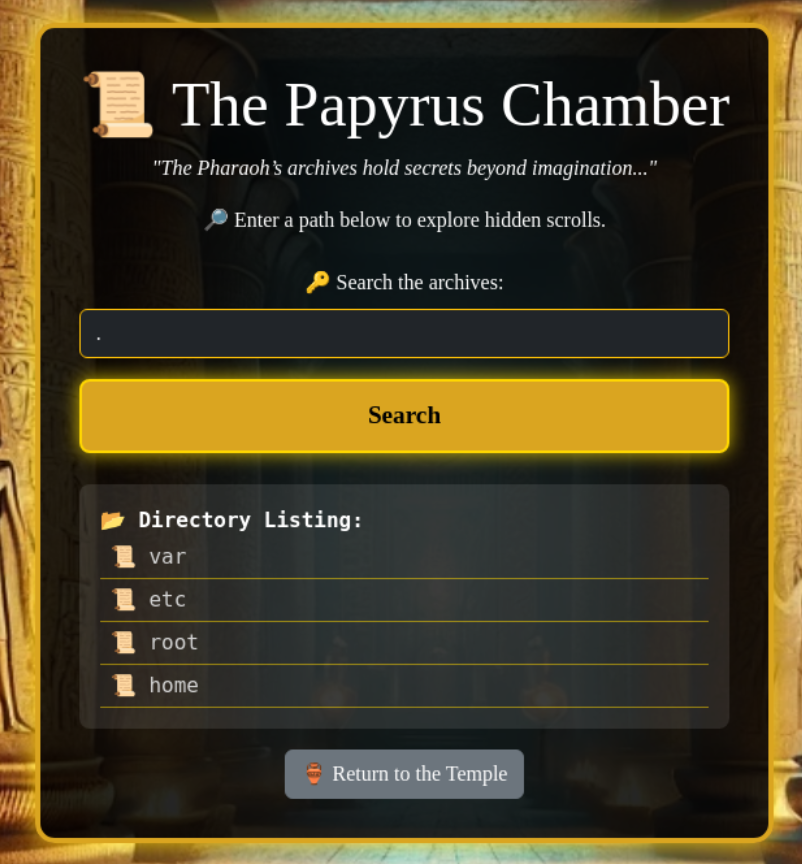 📜 The Papyrus Chamber
"The Pharaoh’s archives hold secrets beyond imagination..."
🔎 Enter a path below to explore hidden scrolls.
🔑 Search the archives:
.
Search
📂 Directory Listing:
📜 var
📜 etc
📜 root
📜 home
🏺 Return to the Temple